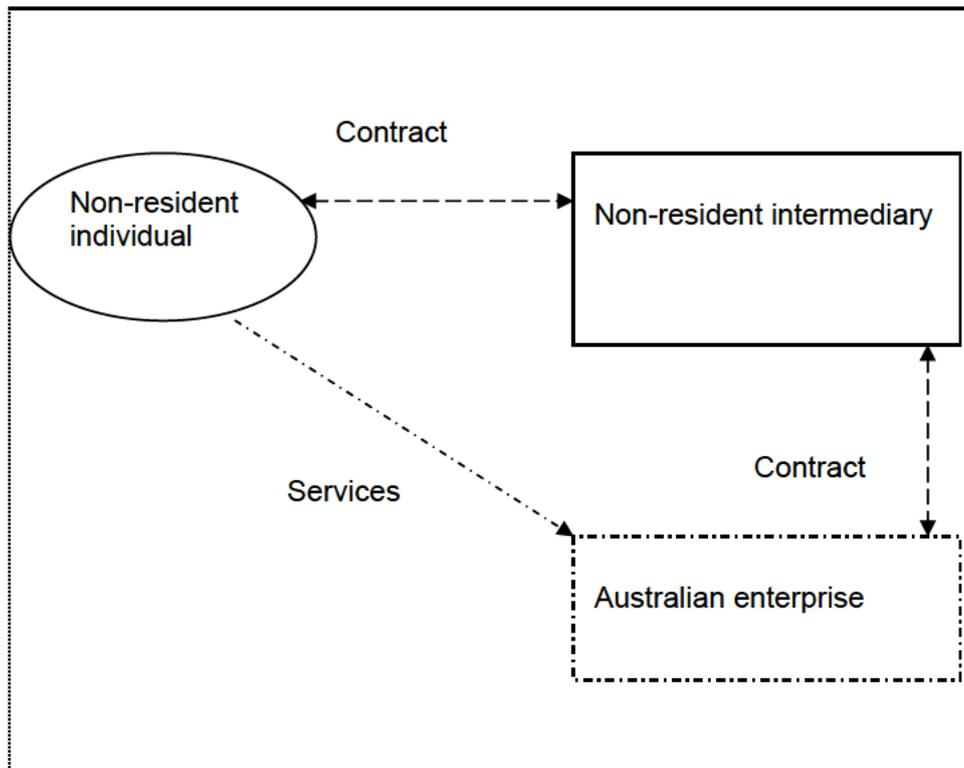 Contract
Non-resident
individual
Non-resident intermediary
Contract
Services
Australian enterprise